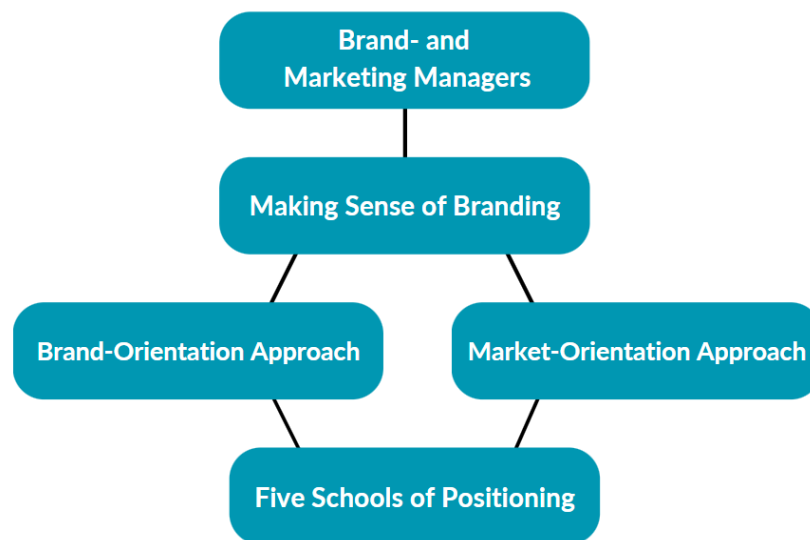 Brand- and
Marketing Managers
Making Sense of Branding
Brand-Orientation Approach
Market-Orientation Approach
Five Schools of Positioning